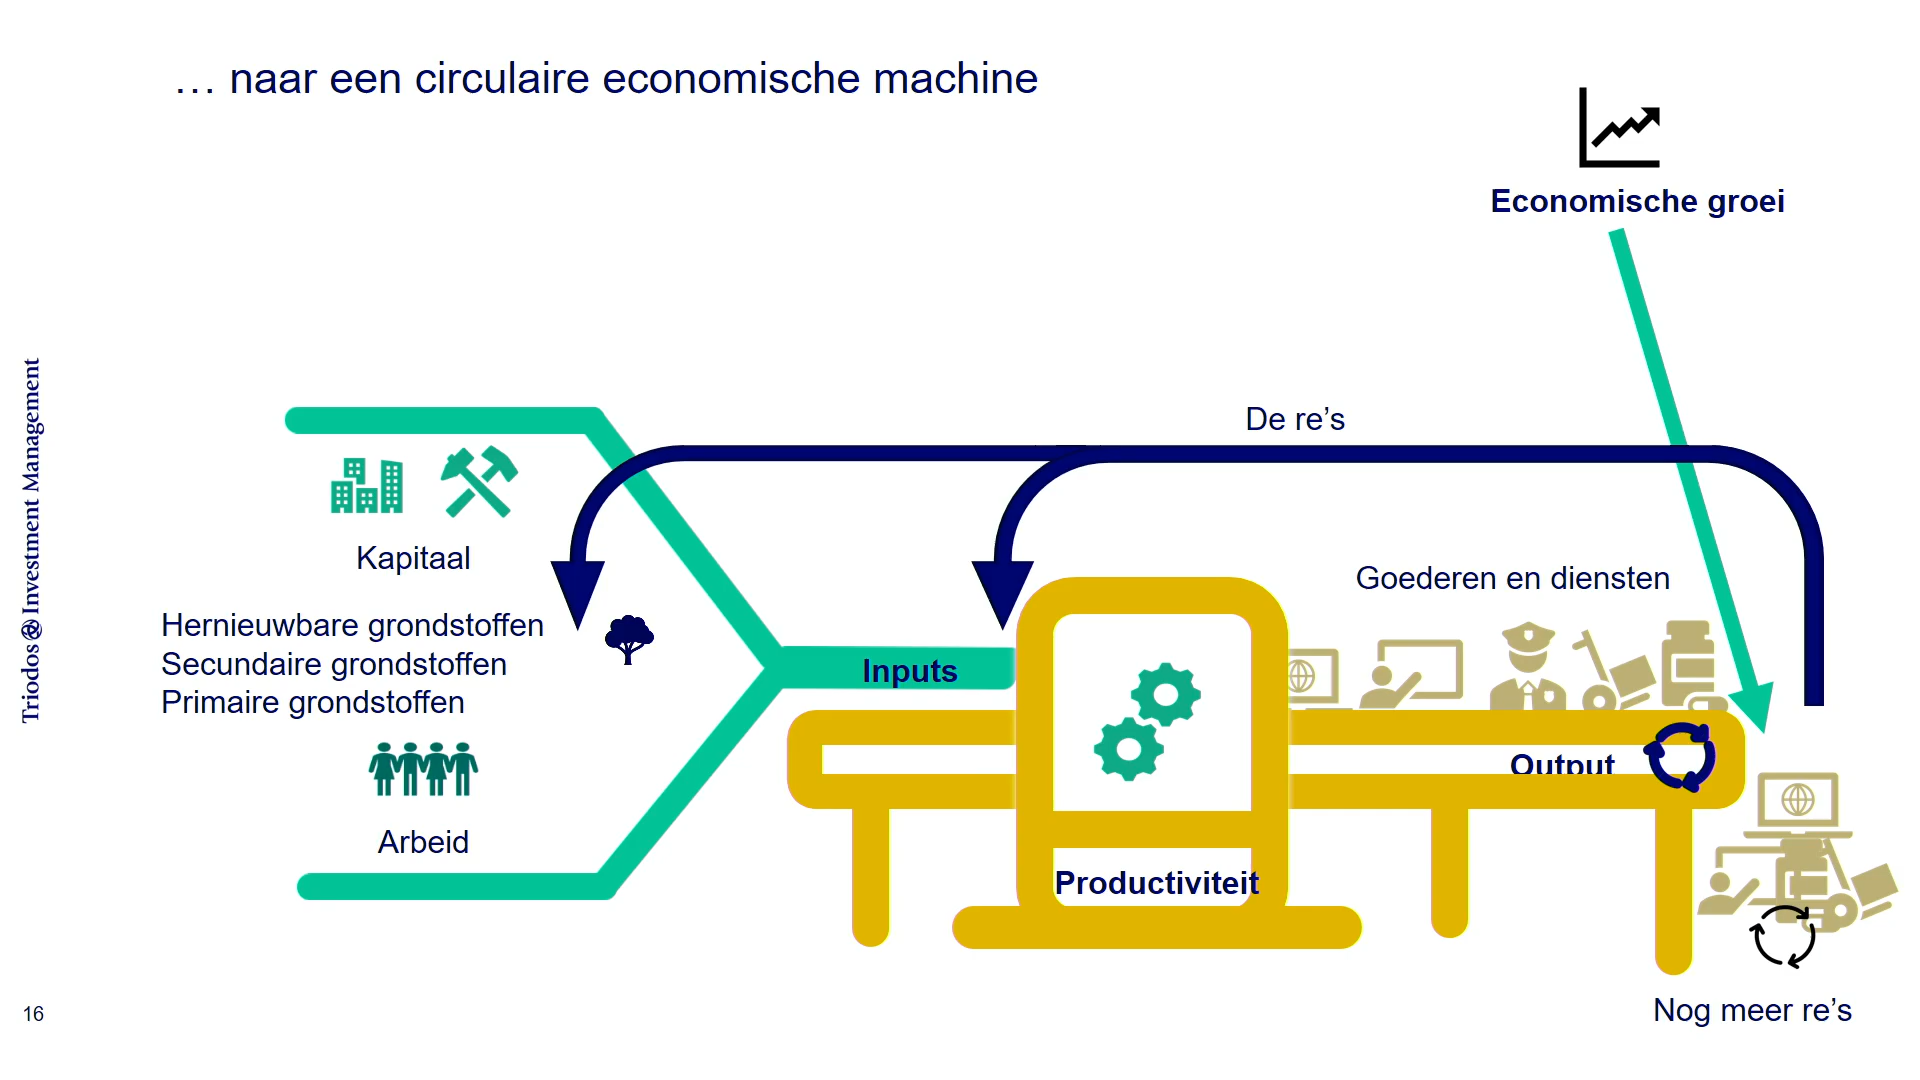 … naar een circulaire economische machine
Economische groei
De re’s
Kapitaal
Goederen en diensten
Hernieuwbare grondstoffen
Secundaire grondstoffen
Primaire grondstoffen
Inputs
Output
Arbeid
Productiviteit
Nog meer re’s
Triodos Investment Management
16